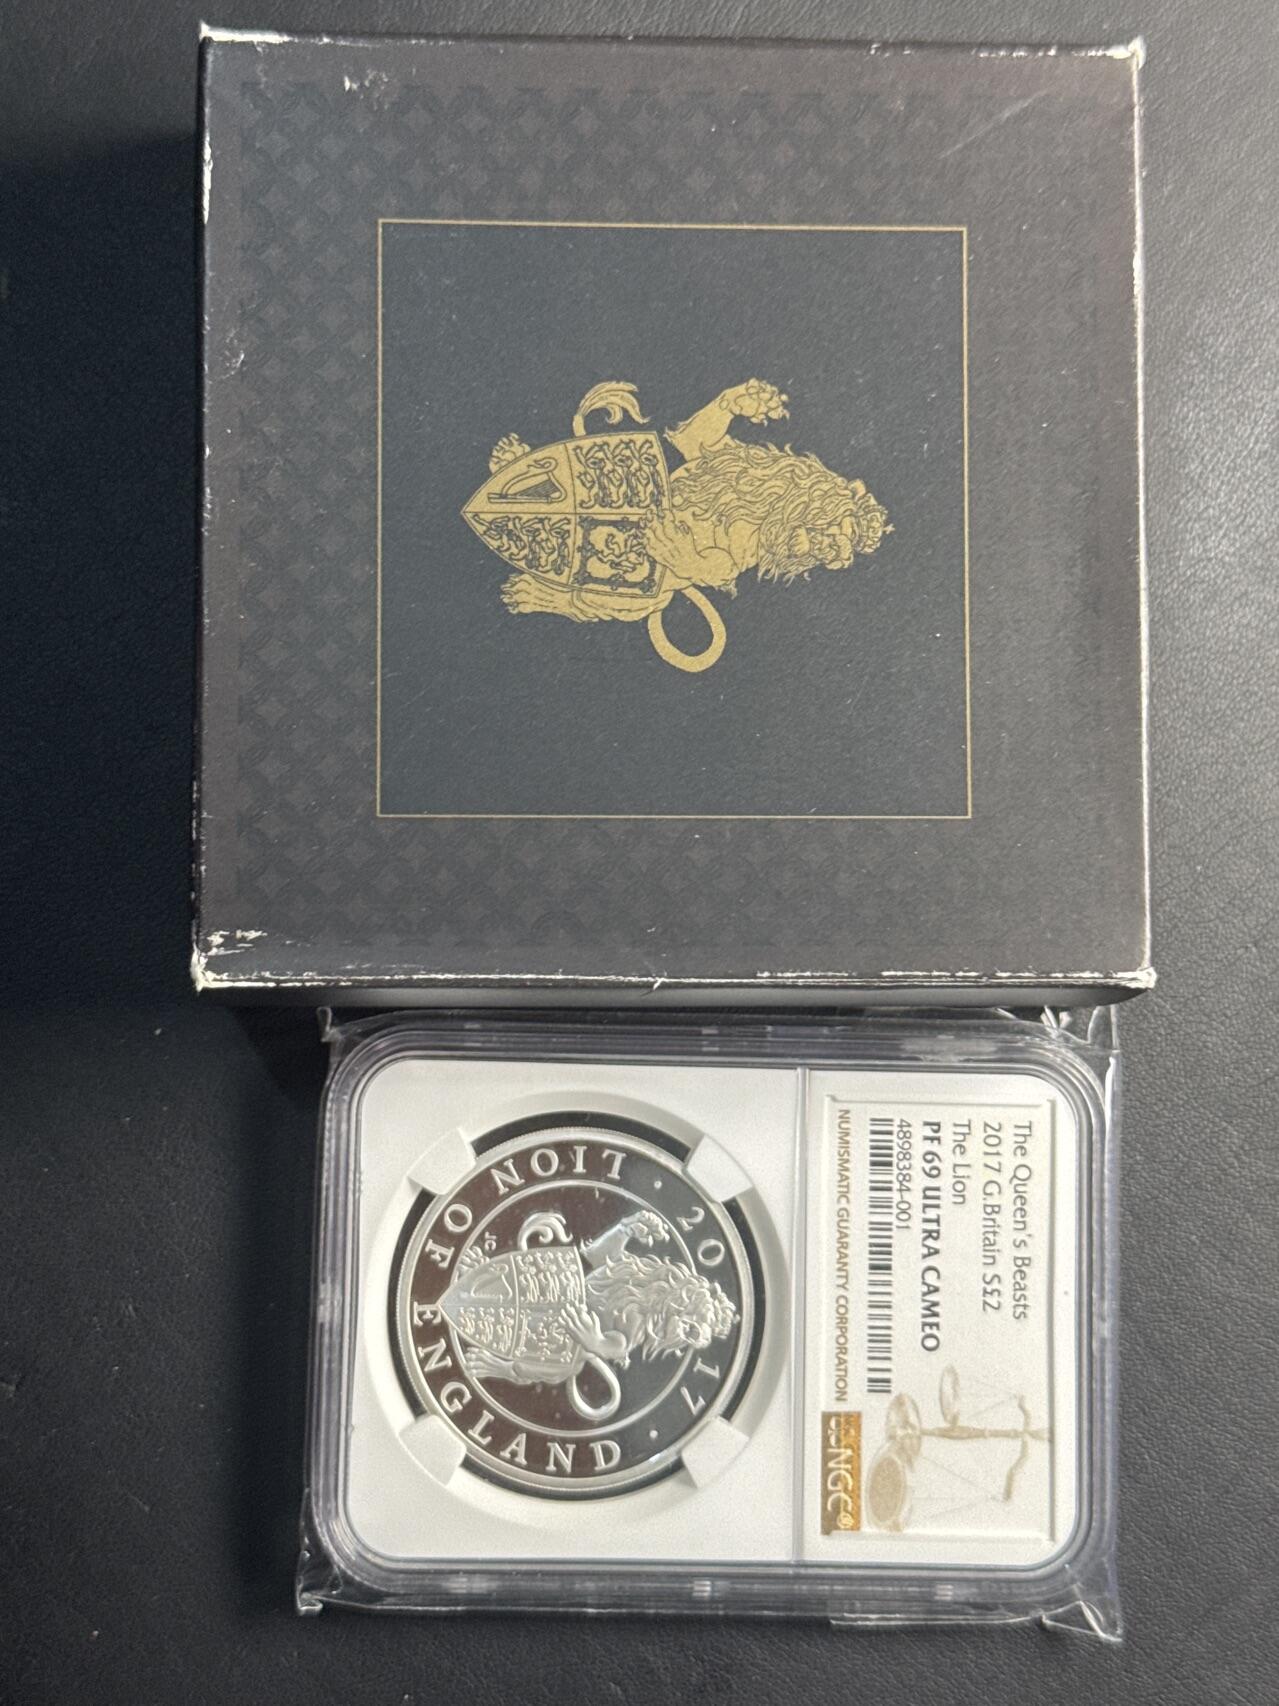 The Queen's Beasts
2017 G.Britain S£2
The Lion
PF 69 ULTRA CAMEO
4898384-001
NUMISMATIC GUARANTY CORPORATION
NGC
LION OF ENGLAND · 2017 ·
JC